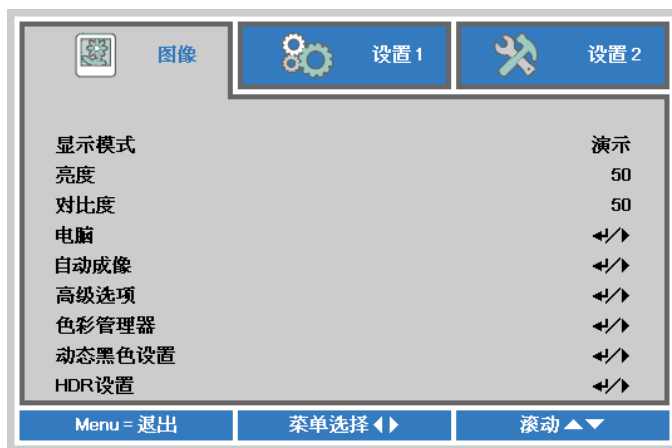 图像
设置 1
设置 2
显示模式 演示
亮度 50
对比度 50
电脑
自动成像
高级选项
色彩管理器
动态黑色设置
HDR设置
Menu = 退出
菜单选择
滚动